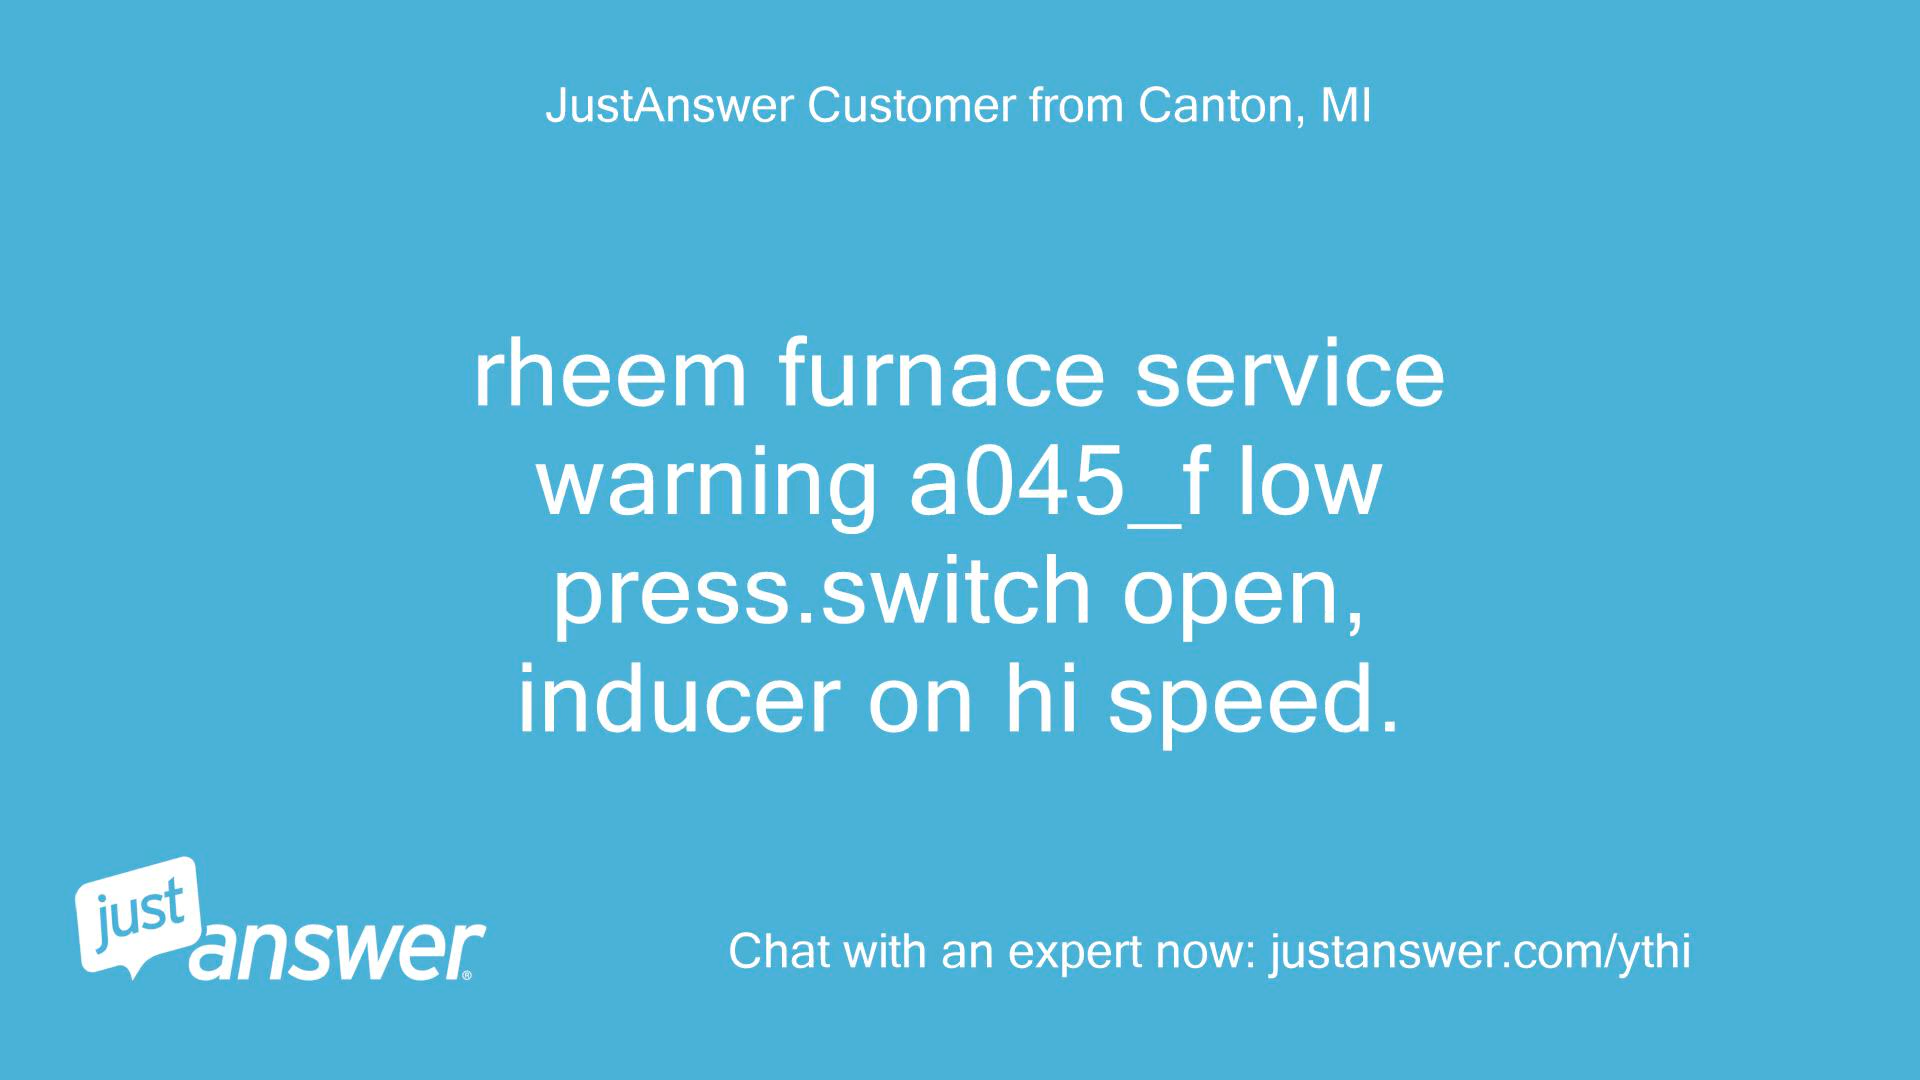 JustAnswer Customer from Canton, MI
rheem furnace service
warning a045_f low
press.switch open,
inducer on hi speed.
just
answer®
Chat with an expert now: justanswer.com/ythi